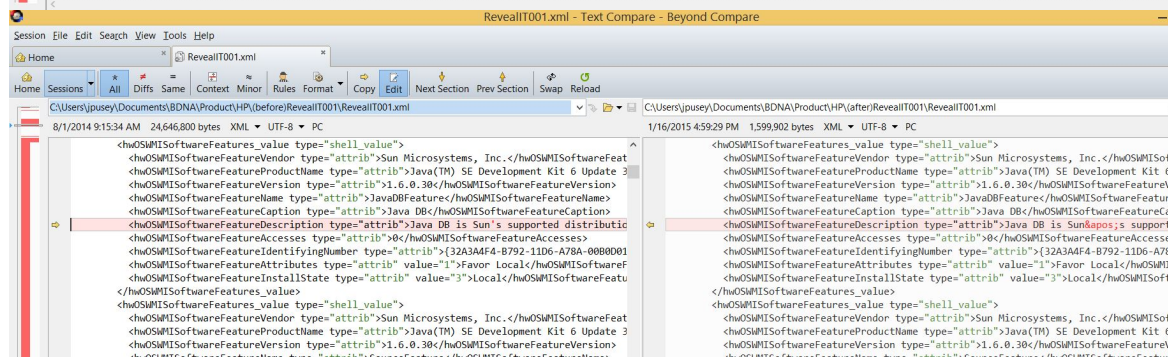 RevealIT001.xml - Text Compare - Beyond Compare
Session File Edit Search View Tools Help
Home RevealIT001.xml
Home Sessions All Diffs Same Context Minor Rules Format Copy Edit Next Section Prev Section Swap Reload
C:\Users\jpusey\Documents\BDNA\Product\HP\(before)RevealIT001\RevealIT001.xml
8/1/2014 9:15:34 AM 24,646,800 bytes XML UTF-8 PC
<hwOSWMISoftwareFeatures_value type="shell_value">
<hwOSWMISoftwareFeatureVendor type="attrib">Sun Microsystems, Inc.</hwOSWMISoftwareFeat
<hwOSWMISoftwareFeatureProductName type="attrib">Java(TM) SE Development Kit 6 Update 3
<hwOSWMISoftwareFeatureVersion type="attrib">1.6.0.30</hwOSWMISoftwareFeatureVersion>
<hwOSWMISoftwareFeatureName type="attrib">JavaDBFeature</hwOSWMISoftwareFeatureName>
<hwOSWMISoftwareFeatureCaption type="attrib">Java DB</hwOSWMISoftwareFeatureCaption>
<hwOSWMISoftwareFeatureDescription type="attrib">Java DB is Sun's supported distributio
<hwOSWMISoftwareFeatureAccesses type="attrib">0</hwOSWMISoftwareFeatureAccesses>
<hwOSWMISoftwareFeatureIdentifyingNumber type="attrib">{32A3A4F4-B792-11D6-A78A-00B0D01
<hwOSWMISoftwareFeatureAttributes type="attrib" value="1">Favor Local</hwOSWMISoftwareF
<hwOSWMISoftwareFeatureInstallState type="attrib" value="3">Local</hwOSWMISoftwareFeatu
</hwOSWMISoftwareFeatures_value>
<hwOSWMISoftwareFeatures_value type="shell_value">
<hwOSWMISoftwareFeatureVendor type="attrib">Sun Microsystems, Inc.</hwOSWMISoftwareFeat
<hwOSWMISoftwareFeatureProductName type="attrib">Java(TM) SE Development Kit 6 Update 3
<hwOSWMISoftwareFeatureVersion type="attrib">1.6.0.30</hwOSWMISoftwareFeatureVersion>
C:\Users\jpusey\Documents\BDNA\Product\HP\(after)RevealIT001\RevealIT001.xml
1/16/2015 4:59:29 PM 1,599,902 bytes XML UTF-8 PC
<hwOSWMISoftwareFeatures_value type="shell_value">
<hwOSWMISoftwareFeatureVendor type="attrib">Sun Microsystems, Inc.</hwOSWMISof
<hwOSWMISoftwareFeatureProductName type="attrib">Java(TM) SE Development Kit 6
<hwOSWMISoftwareFeatureVersion type="attrib">1.6.0.30</hwOSWMISoftwareFeature
<hwOSWMISoftwareFeatureName type="attrib">JavaDBFeature</hwOSWMISoftwareFeatur
<hwOSWMISoftwareFeatureCaption type="attrib">Java DB</hwOSWMISoftwareFeatureCa
<hwOSWMISoftwareFeatureDescription type="attrib">Java DB is Sun&apos;s support
<hwOSWMISoftwareFeatureAccesses type="attrib">0</hwOSWMISoftwareFeatureAccesse
<hwOSWMISoftwareFeatureIdentifyingNumber type="attrib">{32A3A4F4-B792-11D6-A78
<hwOSWMISoftwareFeatureAttributes type="attrib" value="1">Favor Local</hwOSWMI
<hwOSWMISoftwareFeatureInstallState type="attrib" value="3">Local</hwOSWMISoft
</hwOSWMISoftwareFeatures_value>
<hwOSWMISoftwareFeatures_value type="shell_value">
<hwOSWMISoftwareFeatureVendor type="attrib">Sun Microsystems, Inc.</hwOSWMISof
<hwOSWMISoftwareFeatureProductName type="attrib">Java(TM) SE Development Kit 6
<hwOSWMISoftwareFeatureVersion type="attrib">1.6.0.30</hwOSWMISoftwareFeatureV